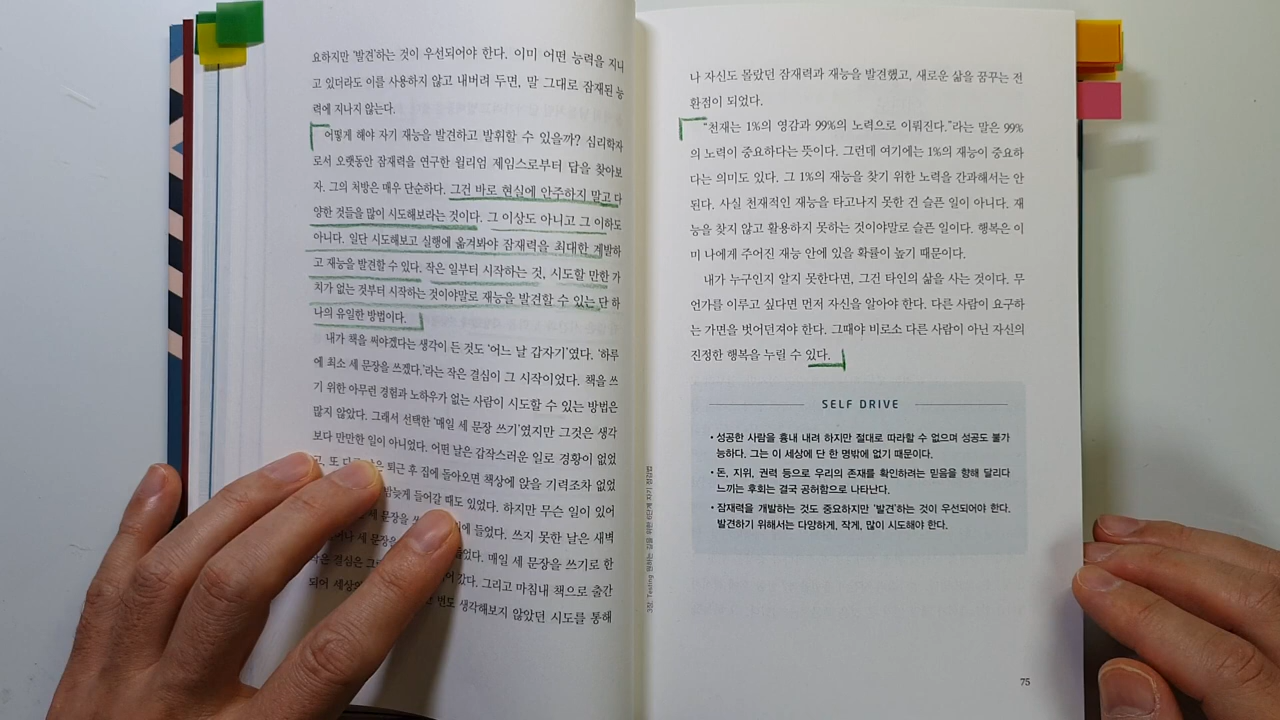 요하지만 '발견'하는 것이 우선되어야 한다. 이미 어떤 능력을 지니
고 있더라도 이를 사용하지 않고 내버려 두면, 말 그대로 잠재된 능
력에 지나지 않는다.
어떻게 해야 자기 재능을 발견하고 발휘할 수 있을까? 심리학자
로서 오랫동안 잠재력을 연구한 윌리엄 제임스로부터 답을 찾아보
자. 그의 처방은 매우 단순하다. 그건 바로 현실에 안주하지 말고 다
양한 것들을 많이 시도해보라는 것이다. 그 이상도 아니고 그 이하도
아니다. 일단 시도해보고 실행에 옮겨봐야 잠재력을 최대한 계발하
고 재능을 발견할 수 있다. 작은 일부터 시작하는 것, 시도할 만한 가
치가 없는 것부터 시작하는 것이야말로 재능을 발견할 수 있는 단 하
나의 유일한 방법이다.
내가 책을 써야겠다는 생각이 든 것도 '어느 날 갑자기'였다. '하루
에 최소 세 문장을 쓰겠다.'라는 작은 결심이 그 시작이었다. 책을 쓰
기 위한 아무런 경험과 노하우가 없는 사람이 시도할 수 있는 방법은
많지 않았다. 그래서 선택한 '매일 세 문장 쓰기'였지만 그것은 생각
보다 만만한 일이 아니었다. 어떤 날은 갑작스러운 일로 경황이 없었
고, 또 퇴근 후 집에 돌아오면 책상에 앉을 기력조차 없었
밤늦게 들어갈 때도 있었다. 하지만 무슨 일이 있어
세 문장을 에 들었다. 쓰지 못한 날은 새벽
세 문장을 들었다. 매일 세 문장을 쓰기로 한
작은 결심은 갔다. 그리고 마침내 책으로 출간
되어 번도 생각해보지 않았던 시도를 통해
나 자신도 몰랐던 잠재력과 재능을 발견했고, 새로운 삶을 꿈꾸는 전
환점이 되었다.
"천재는 1%의 영감과 99%의 노력으로 이뤄진다."라는 말은 99%
의 노력이 중요하다는 뜻이다. 그런데 여기에는 1%의 재능이 중요하
다는 의미도 있다. 그 1%의 재능을 찾기 위한 노력을 간과해서는 안
된다. 사실 천재적인 재능을 타고나지 못한 건 슬픈 일이 아니다. 재
능을 찾지 않고 활용하지 못하는 것이야말로 슬픈 일이다. 행복은 이
미 나에게 주어진 재능 안에 있을 확률이 높기 때문이다.
내가 누구인지 알지 못한다면, 그건 타인의 삶을 사는 것이다. 무
언가를 이루고 싶다면 먼저 자신을 알아야 한다. 다른 사람이 요구하
는 가면을 벗어던져야 한다. 그때야 비로소 다른 사람이 아닌 자신의
진정한 행복을 누릴 수 있다.
SELF DRIVE
• 성공한 사람을 흉내 내려 하지만 절대로 따라할 수 없으며 성공도 불가
능하다. 그는 이 세상에 단 한 명밖에 없기 때문이다.
• 돈, 지위, 권력 등으로 우리의 존재를 확인하려는 믿음을 향해 달리다
느끼는 후회는 결국 공허함으로 나타난다.
• 잠재력을 개발하는 것도 중요하지만 '발견'하는 것이 우선되어야 한다.
발견하기 위해서는 다양하게, 작게, 많이 시도해야 한다.
75